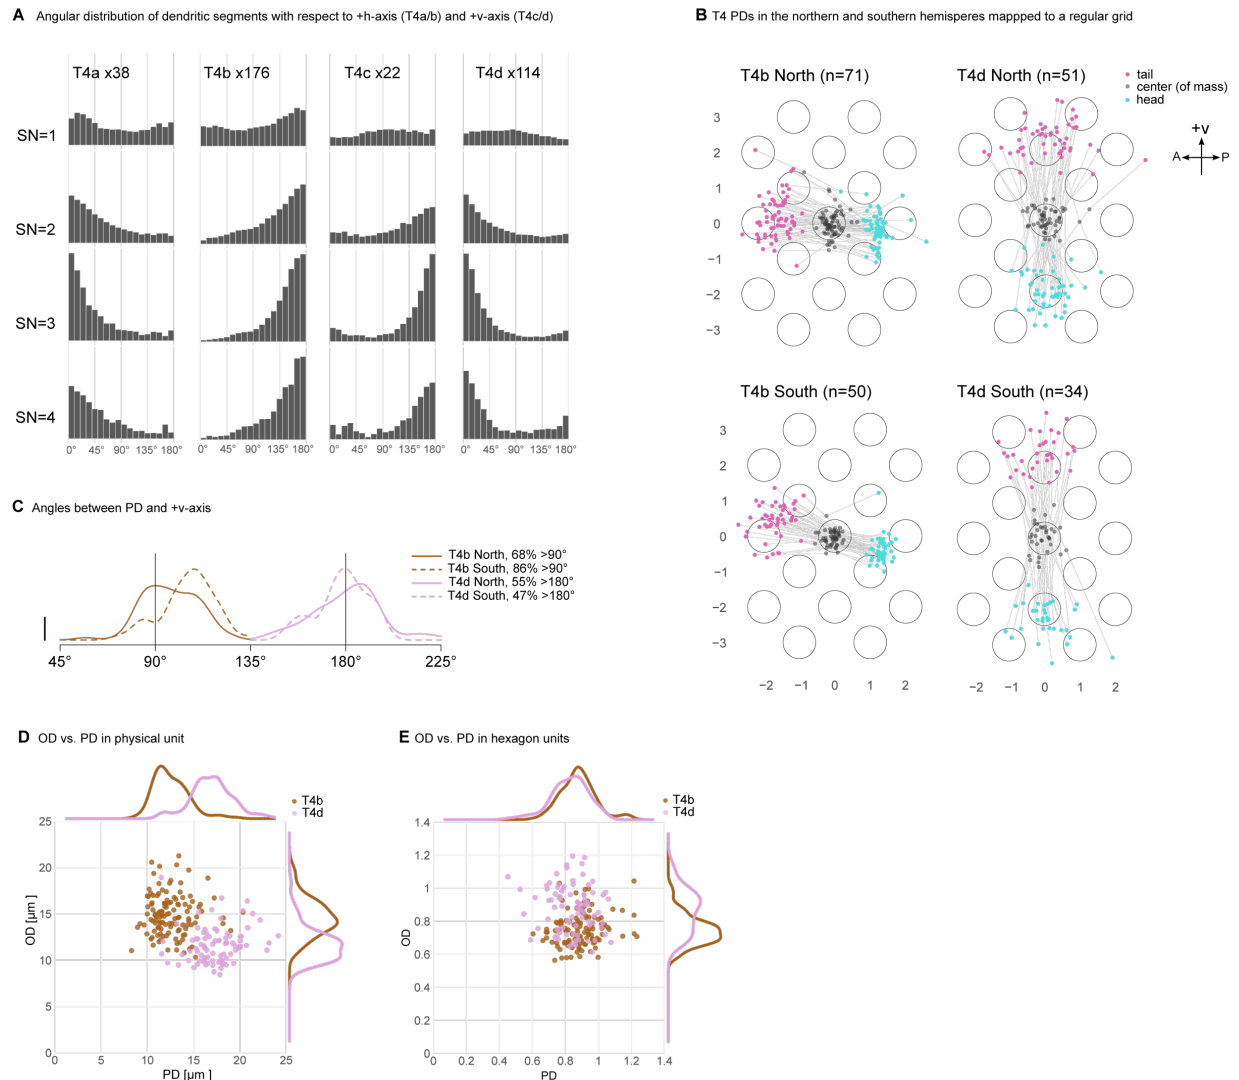 A Angular distribution of dendritic segments with respect to +h-axis (T4a/b) and +v-axis (T4c/d)
T4a x38 T4b x176 T4c x22 T4d x114
SN=1
SN=2
SN=3
SN=4
0° 45° 90° 135° 180° 0° 45° 90° 135° 180° 0° 45° 90° 135° 180° 0° 45° 90° 135° 180°
B T4 PDs in the northern and southern hemisperes mappped to a regular grid
T4b North (n=71) T4d North (n=51)
tail
center (of mass)
head
+v
A P
3
2
1
0
−1
−2
−3
T4b South (n=50) T4d South (n=34)
3
2
1
0
−1
−2
−3
−2 −1 0 1 2 −2 −1 0 1 2
C Angles between PD and +v-axis
T4b North, 68% >90°
T4b South, 86% >90°
T4d North, 55% >180°
T4d South, 47% >180°
45° 90° 135° 180° 225°
D OD vs. PD in physical unit
T4b
T4d
25
20
15
10
5
0
OD [µm]
0 5 10 15 20 25
PD [µm ]
E OD vs. PD in hexagon units
T4b
T4d
1.4
1.2
1
0.8
0.6
0.4
0.2
0
OD
0 0.2 0.4 0.6 0.8 1 1.2 1.4
PD